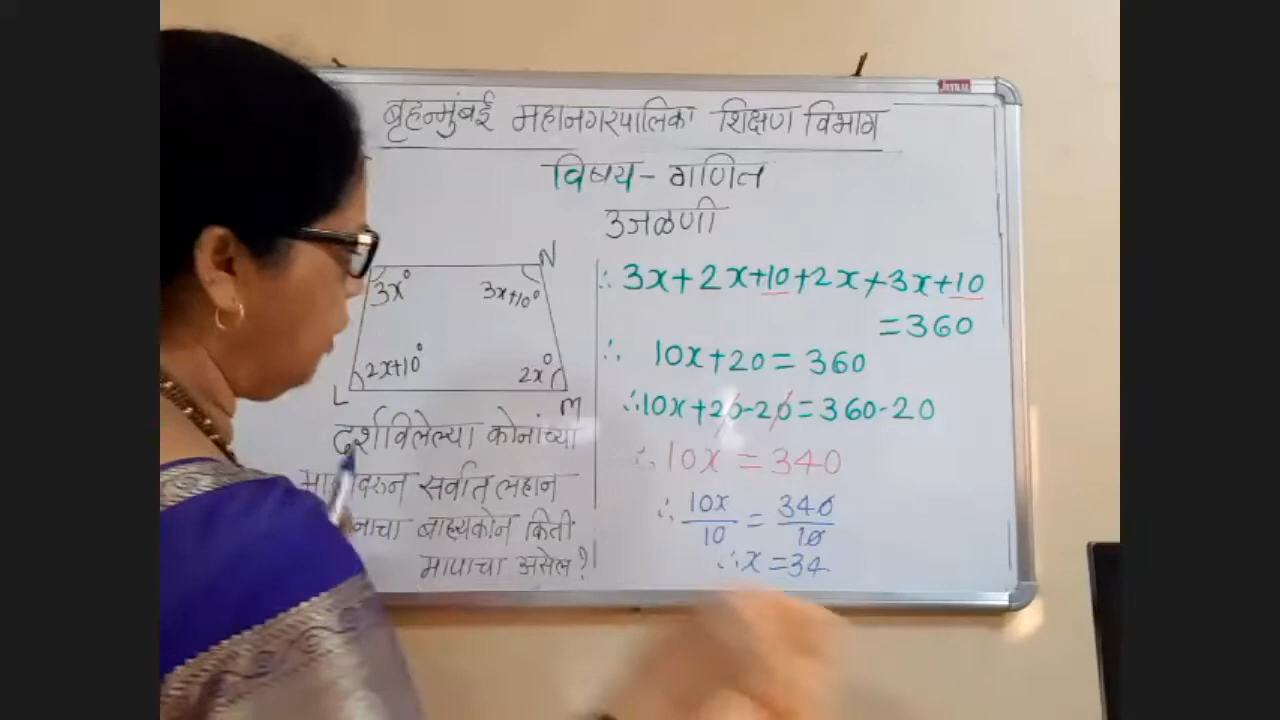 बृहन्मुंबई महानगरपालिका शिक्षण विभाग
विषय - गणित
उजळणी
N
3x°
3x+10°
2x+10°
2x°
L
M
दर्शविलेल्या कोनांच्या
सर्वात लहान
बाह्यकोन किती
मापाचा असेल ?
∴ 3x+2x+10+2x+3x+10
=360
∴ 10x+20=360
∴10x+20-20=360-20
∴10x=340
∴ 10x/10 = 340/10
∴x=34